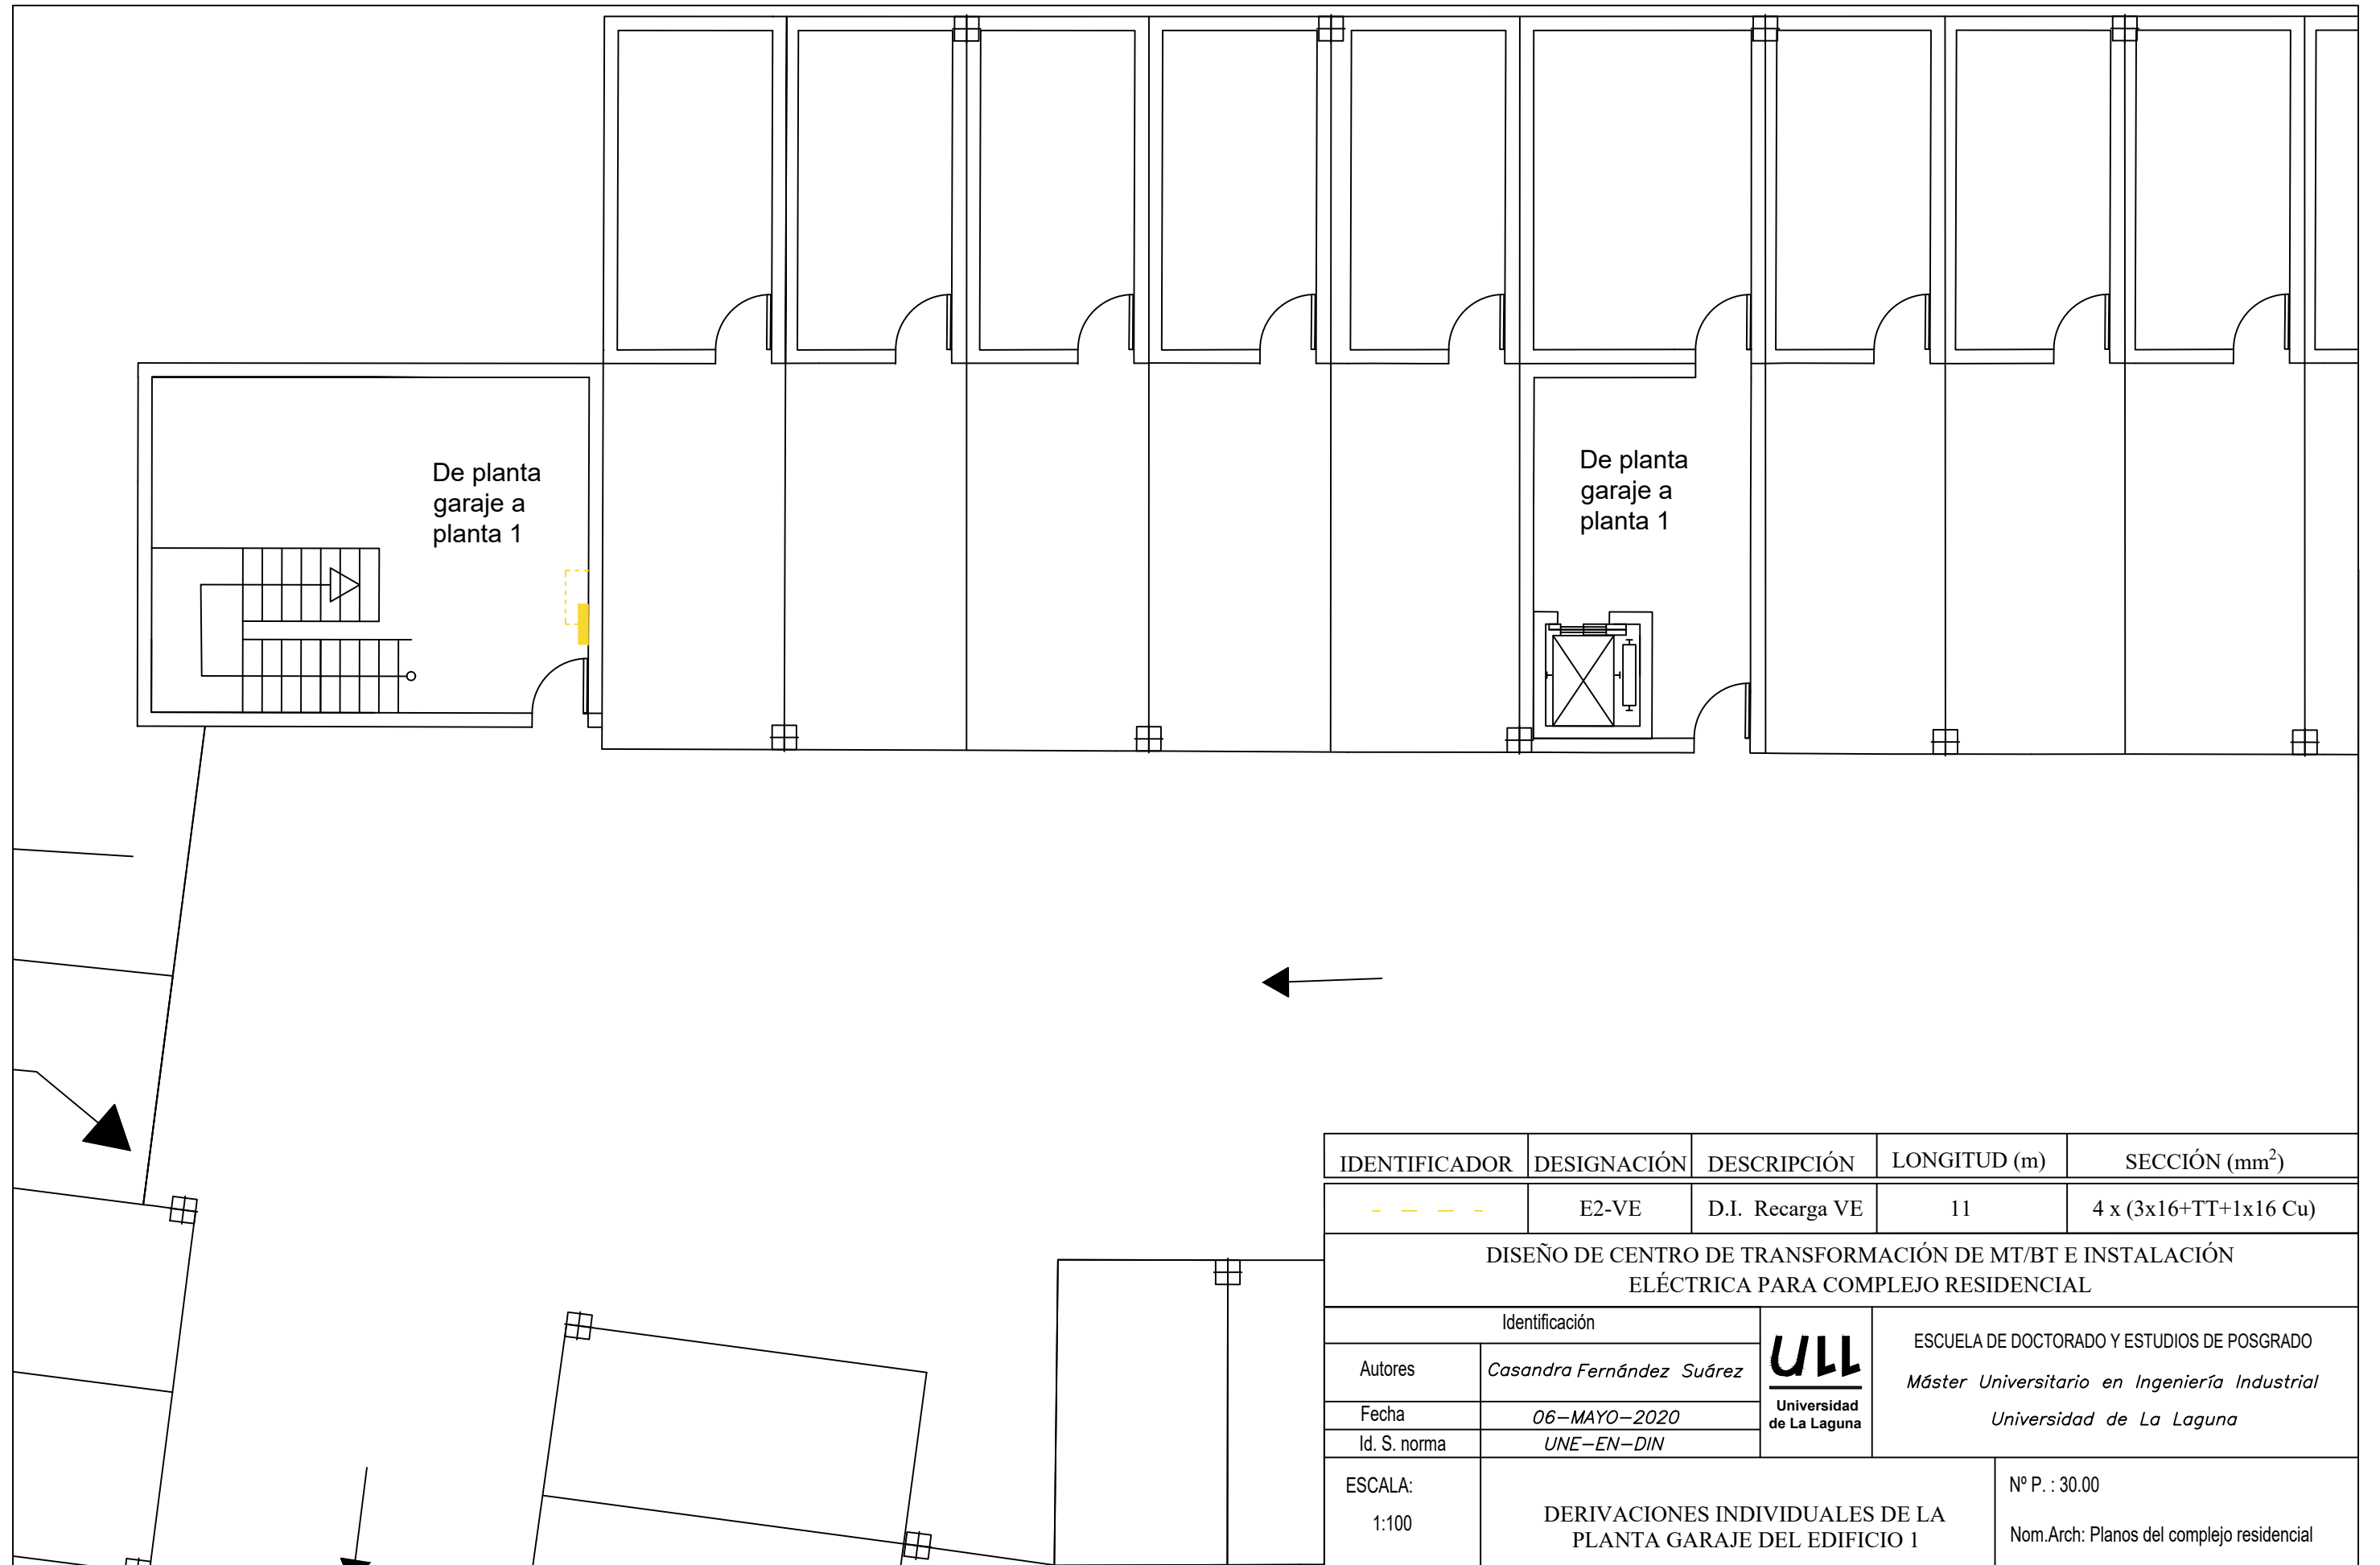 De planta
garaje a
planta 1
De planta
garaje a
planta 1
IDENTIFICADOR DESIGNACIÓN DESCRIPCIÓN LONGITUD (m) SECCIÓN (mm²)
E2-VE D.I. Recarga VE 11 4 x (3x16+TT+1x16 Cu)
DISEÑO DE CENTRO DE TRANSFORMACIÓN DE MT/BT E INSTALACIÓN
ELÉCTRICA PARA COMPLEJO RESIDENCIAL
Identificación
Autores Casandra Fernández Suárez
Fecha 06-MAYO-2020
Id. S. norma UNE-EN-DIN
ULL
Universidad
de La Laguna
ESCUELA DE DOCTORADO Y ESTUDIOS DE POSGRADO
Máster Universitario en Ingeniería Industrial
Universidad de La Laguna
ESCALA:
1:100
DERIVACIONES INDIVIDUALES DE LA
PLANTA GARAJE DEL EDIFICIO 1
Nº P. : 30.00
Nom.Arch: Planos del complejo residencial